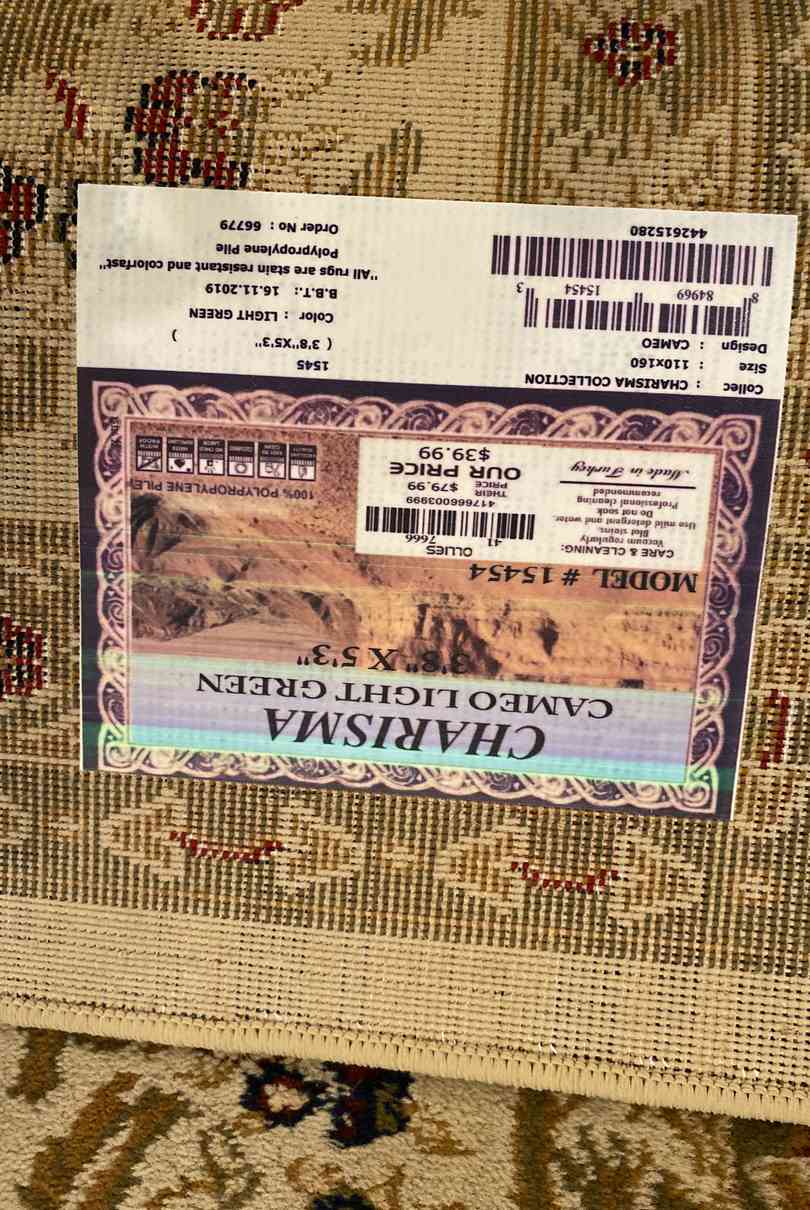 CHARISMA
CAMEO LIGHT GREEN
3'8" X 5'3"
MODEL # 15454
CARE & CLEANING:
Vacuum regularly
Blot stains.
Use mild detergent and water
Do not soak
Professional cleaning
recommended
Made in Turkey
OLLIES
41 7666
417666003999
THEIR PRICE $79.99
OUR PRICE
$39.99
100% POLYPROPYLENE PILE
Collec : CHARISMA COLLECTION
Size : 110x160
Design : CAMEO
8 84969 15454 3
442615280
1545
( 3'8"X5'3" )
Color : LIGHT GREEN
B.B.T.: 16.11.2019
"All rugs are stain resistant and colorfast"
Polypropylene Pile
Order No : 66779